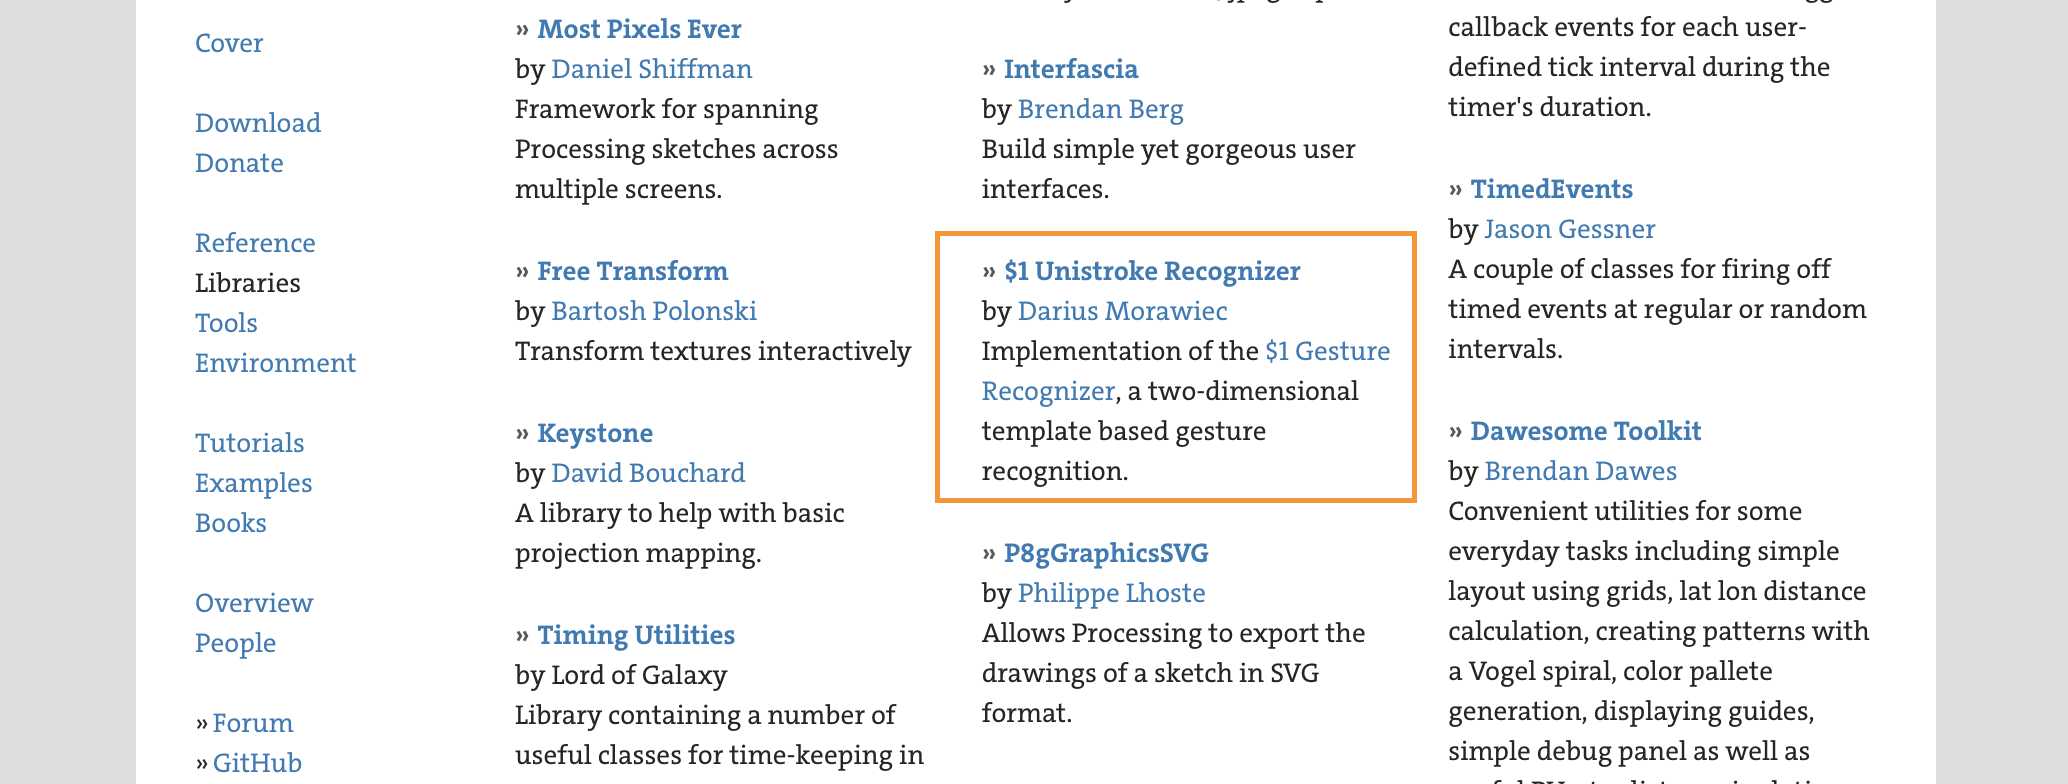 Cover
Download
Donate
Reference
Libraries
Tools
Environment
Tutorials
Examples
Books
Overview
People
» Forum
» GitHub
» Most Pixels Ever
by Daniel Shiffman
Framework for spanning
Processing sketches across
multiple screens.
» Free Transform
by Bartosh Polonski
Transform textures interactively
» Keystone
by David Bouchard
A library to help with basic
projection mapping.
» Timing Utilities
by Lord of Galaxy
Library containing a number of
useful classes for time-keeping in
» Interfascia
by Brendan Berg
Build simple yet gorgeous user
interfaces.
» $1 Unistroke Recognizer
by Darius Morawiec
Implementation of the $1 Gesture
Recognizer, a two-dimensional
template based gesture
recognition.
» P8gGraphicsSVG
by Philippe Lhoste
Allows Processing to export the
drawings of a sketch in SVG
format.
callback events for each user-
defined tick interval during the
timer's duration.
» TimedEvents
by Jason Gessner
A couple of classes for firing off
timed events at regular or random
intervals.
» Dawesome Toolkit
by Brendan Dawes
Convenient utilities for some
everyday tasks including simple
layout using grids, lat lon distance
calculation, creating patterns with
a Vogel spiral, color pallete
generation, displaying guides,
simple debug panel as well as